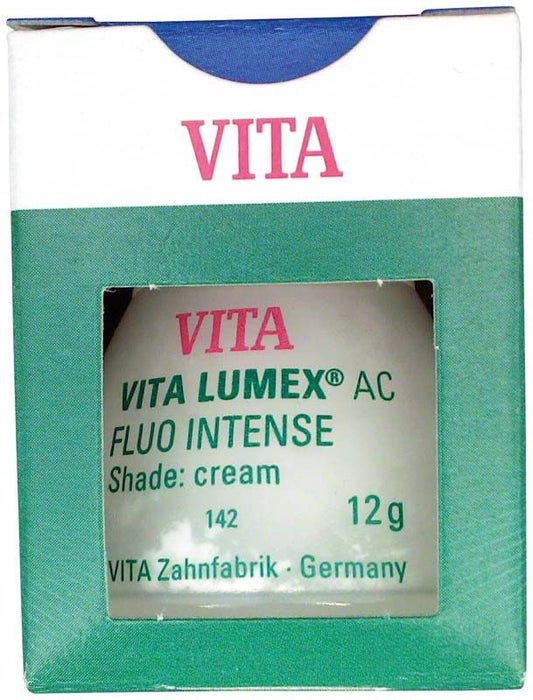 VITA
VITA
VITA LUMEX® AC
FLUO INTENSE
Shade: cream
142 12g
VITA Zahnfabrik · Germany